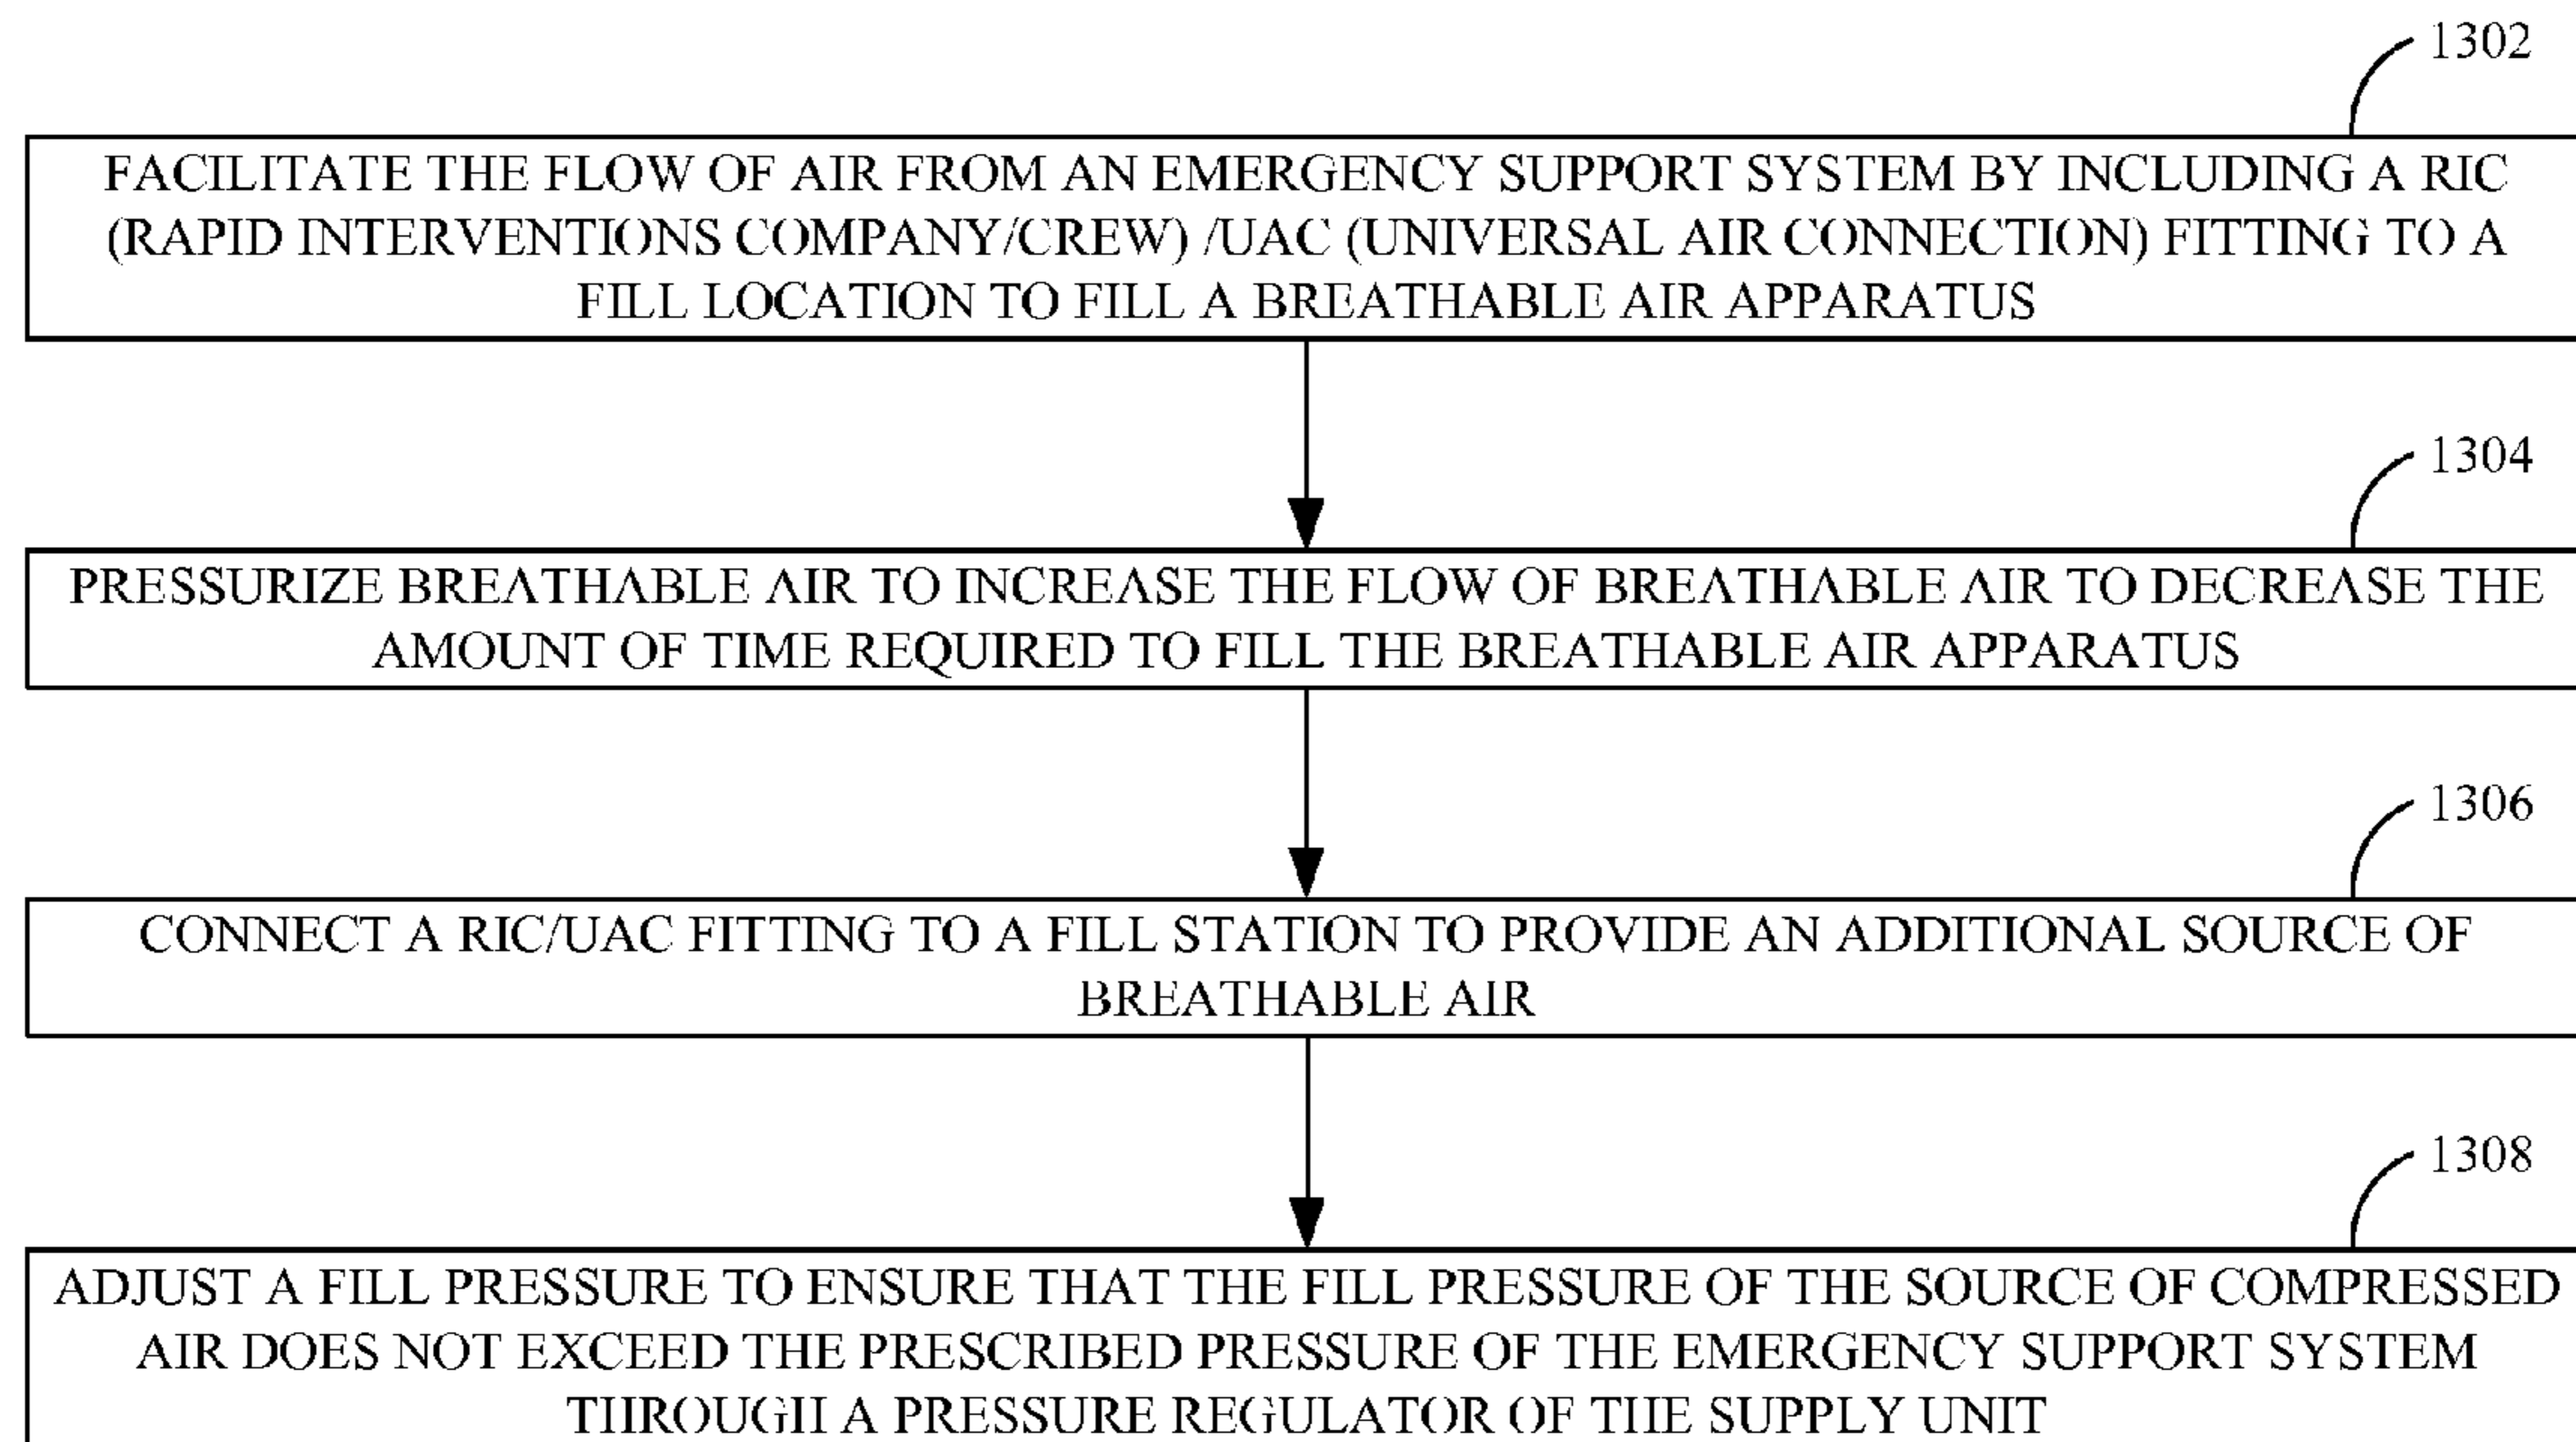 1302
FACILITATE THE FLOW OF AIR FROM AN EMERGENCY SUPPORT SYSTEM BY INCLUDING A RIC
(RAPID INTERVENTIONS COMPANY/CREW) /UAC (UNIVERSAL AIR CONNECTION) FITTING TO A
FILL LOCATION TO FILL A BREATHABLE AIR APPARATUS
1304
PRESSURIZE BREATHABLE AIR TO INCREASE THE FLOW OF BREATHABLE AIR TO DECREASE THE
AMOUNT OF TIME REQUIRED TO FILL THE BREATHABLE AIR APPARATUS
1306
CONNECT A RIC/UAC FITTING TO A FILL STATION TO PROVIDE AN ADDITIONAL SOURCE OF
BREATHABLE AIR
1308
ADJUST A FILL PRESSURE TO ENSURE THAT THE FILL PRESSURE OF THE SOURCE OF COMPRESSED
AIR DOES NOT EXCEED THE PRESCRIBED PRESSURE OF THE EMERGENCY SUPPORT SYSTEM
THROUGH A PRESSURE REGULATOR OF THE SUPPLY UNIT